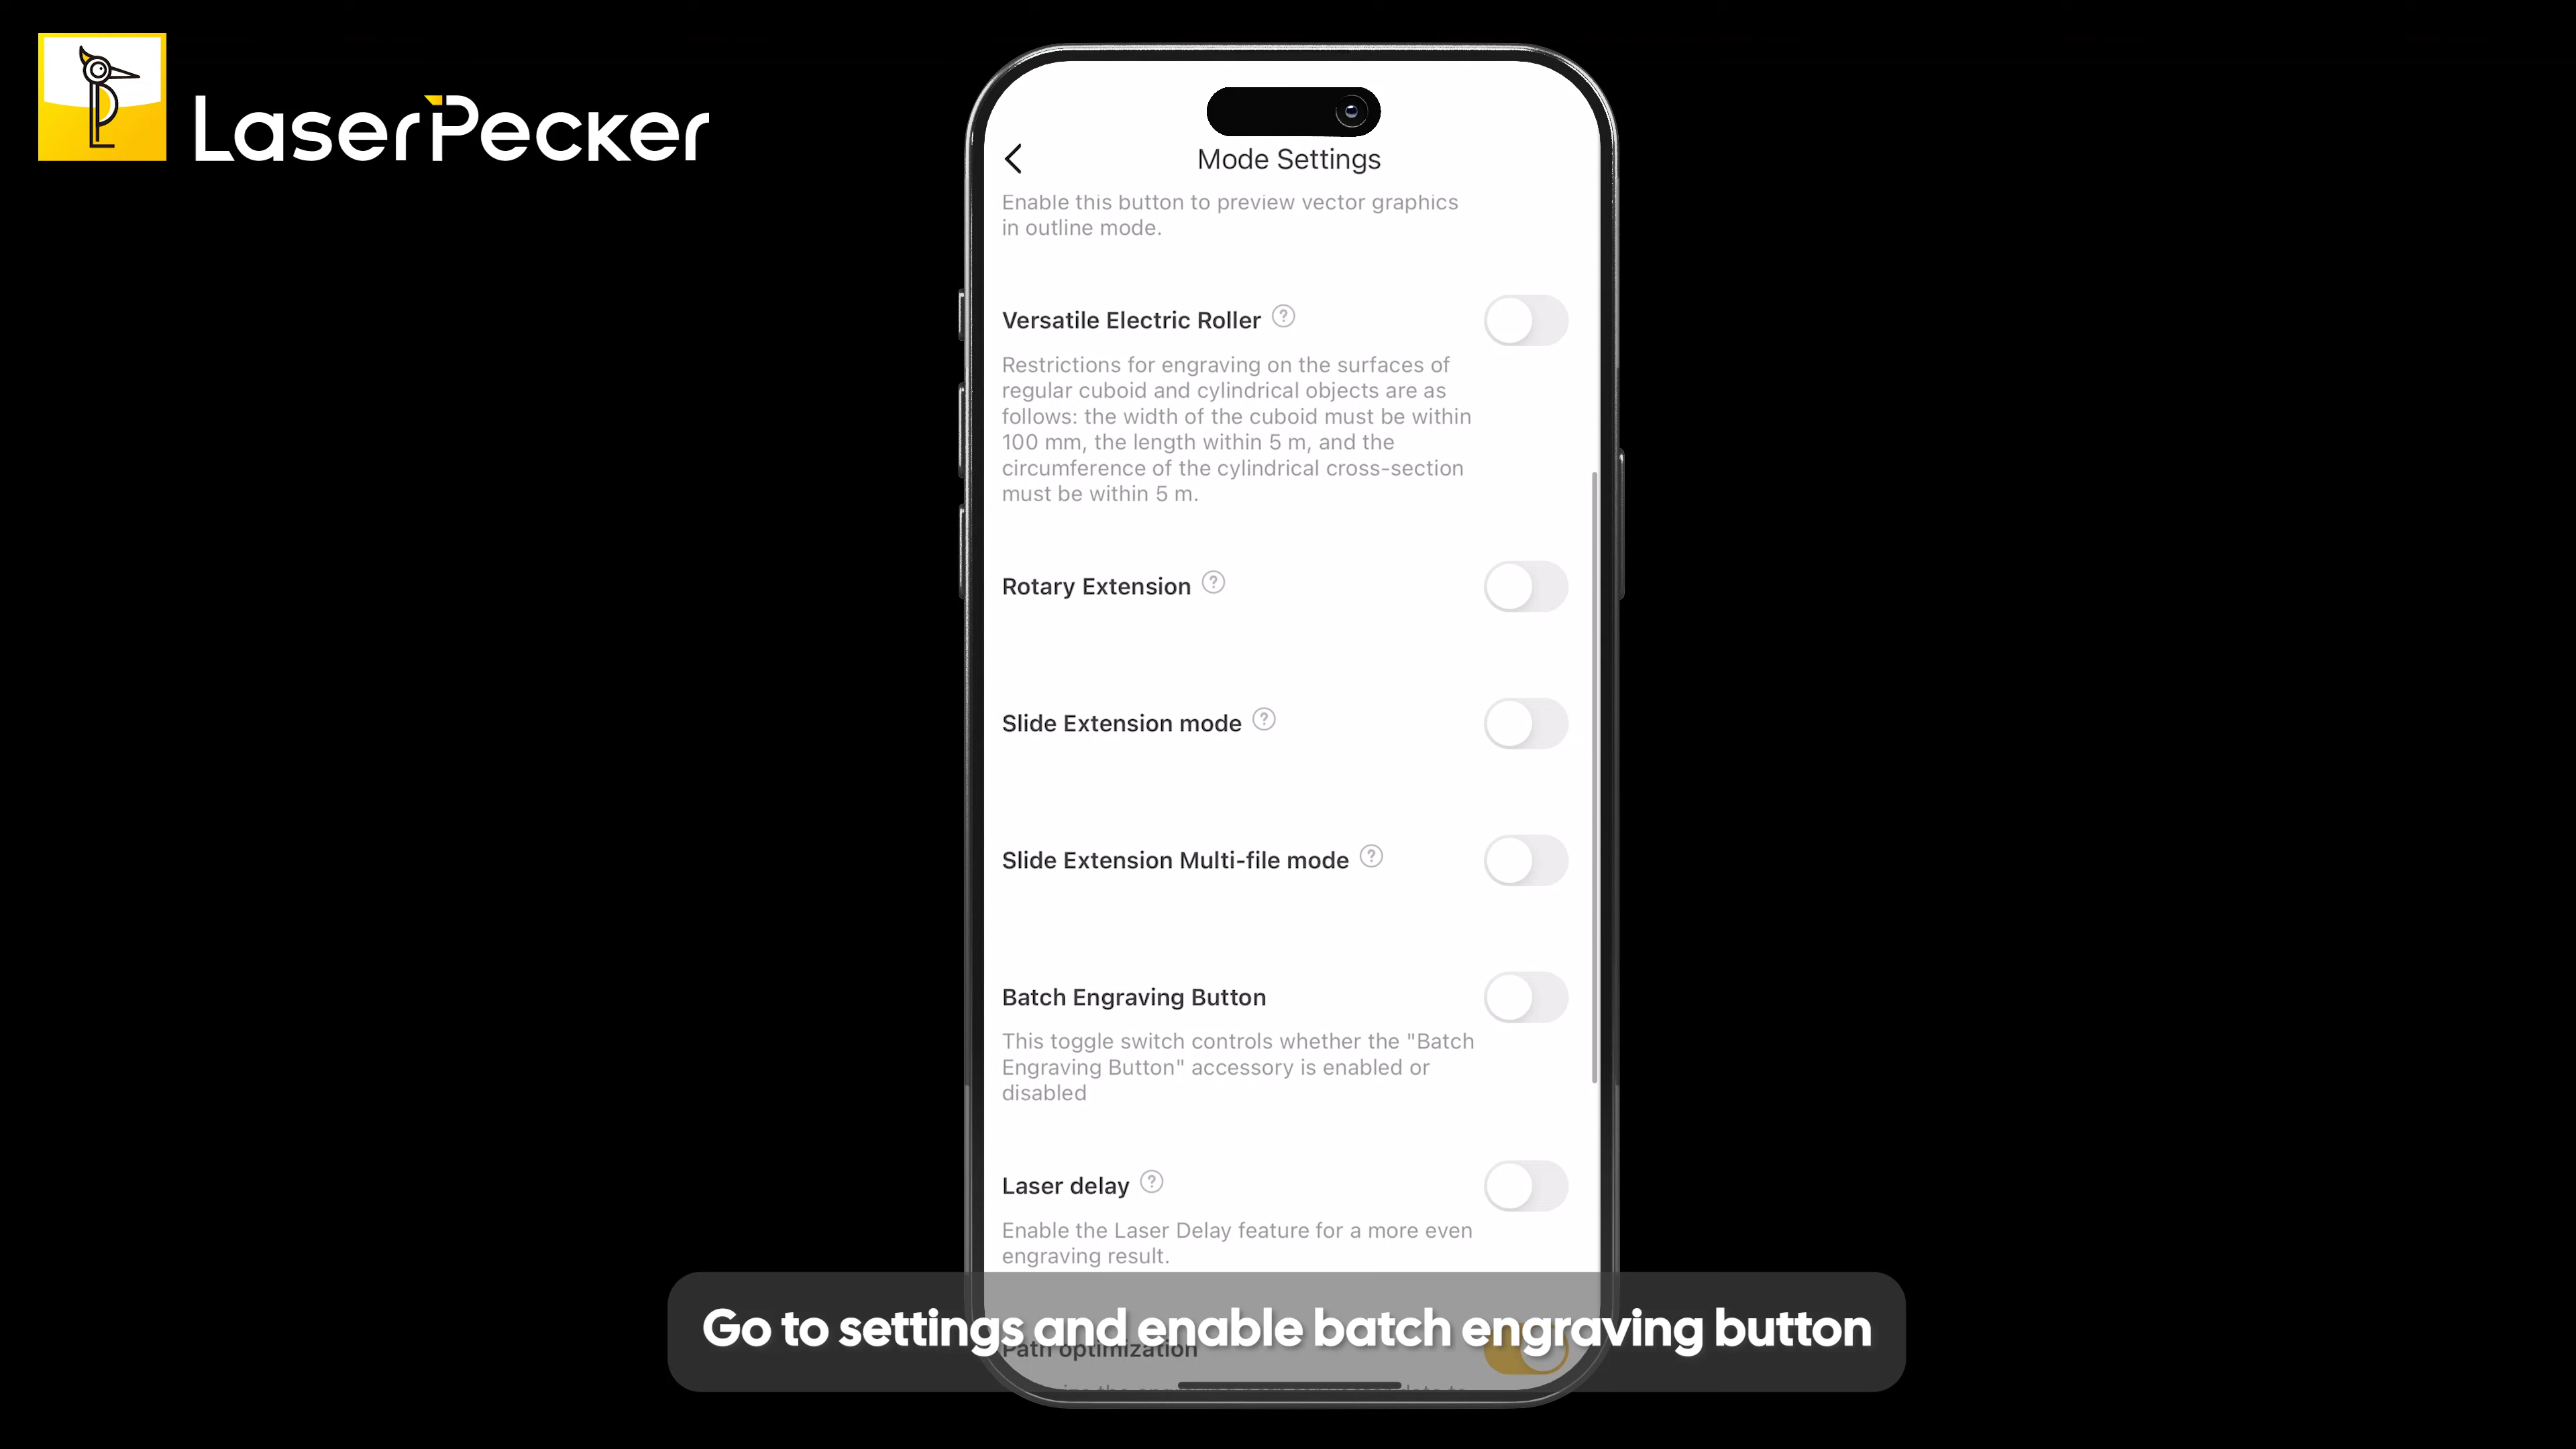 LaserPecker
Mode Settings
Enable this button to preview vector graphics
in outline mode.
Versatile Electric Roller ?
Restrictions for engraving on the surfaces of
regular cuboid and cylindrical objects are as
follows: the width of the cuboid must be within
100 mm, the length within 5 m, and the
circumference of the cylindrical cross-section
must be within 5 m.
Rotary Extension ?
Slide Extension mode ?
Slide Extension Multi-file mode ?
Batch Engraving Button
This toggle switch controls whether the "Batch
Engraving Button" accessory is enabled or
disabled
Laser delay ?
Enable the Laser Delay feature for a more even
engraving result.
Go to settings and enable batch engraving button
Path optimization